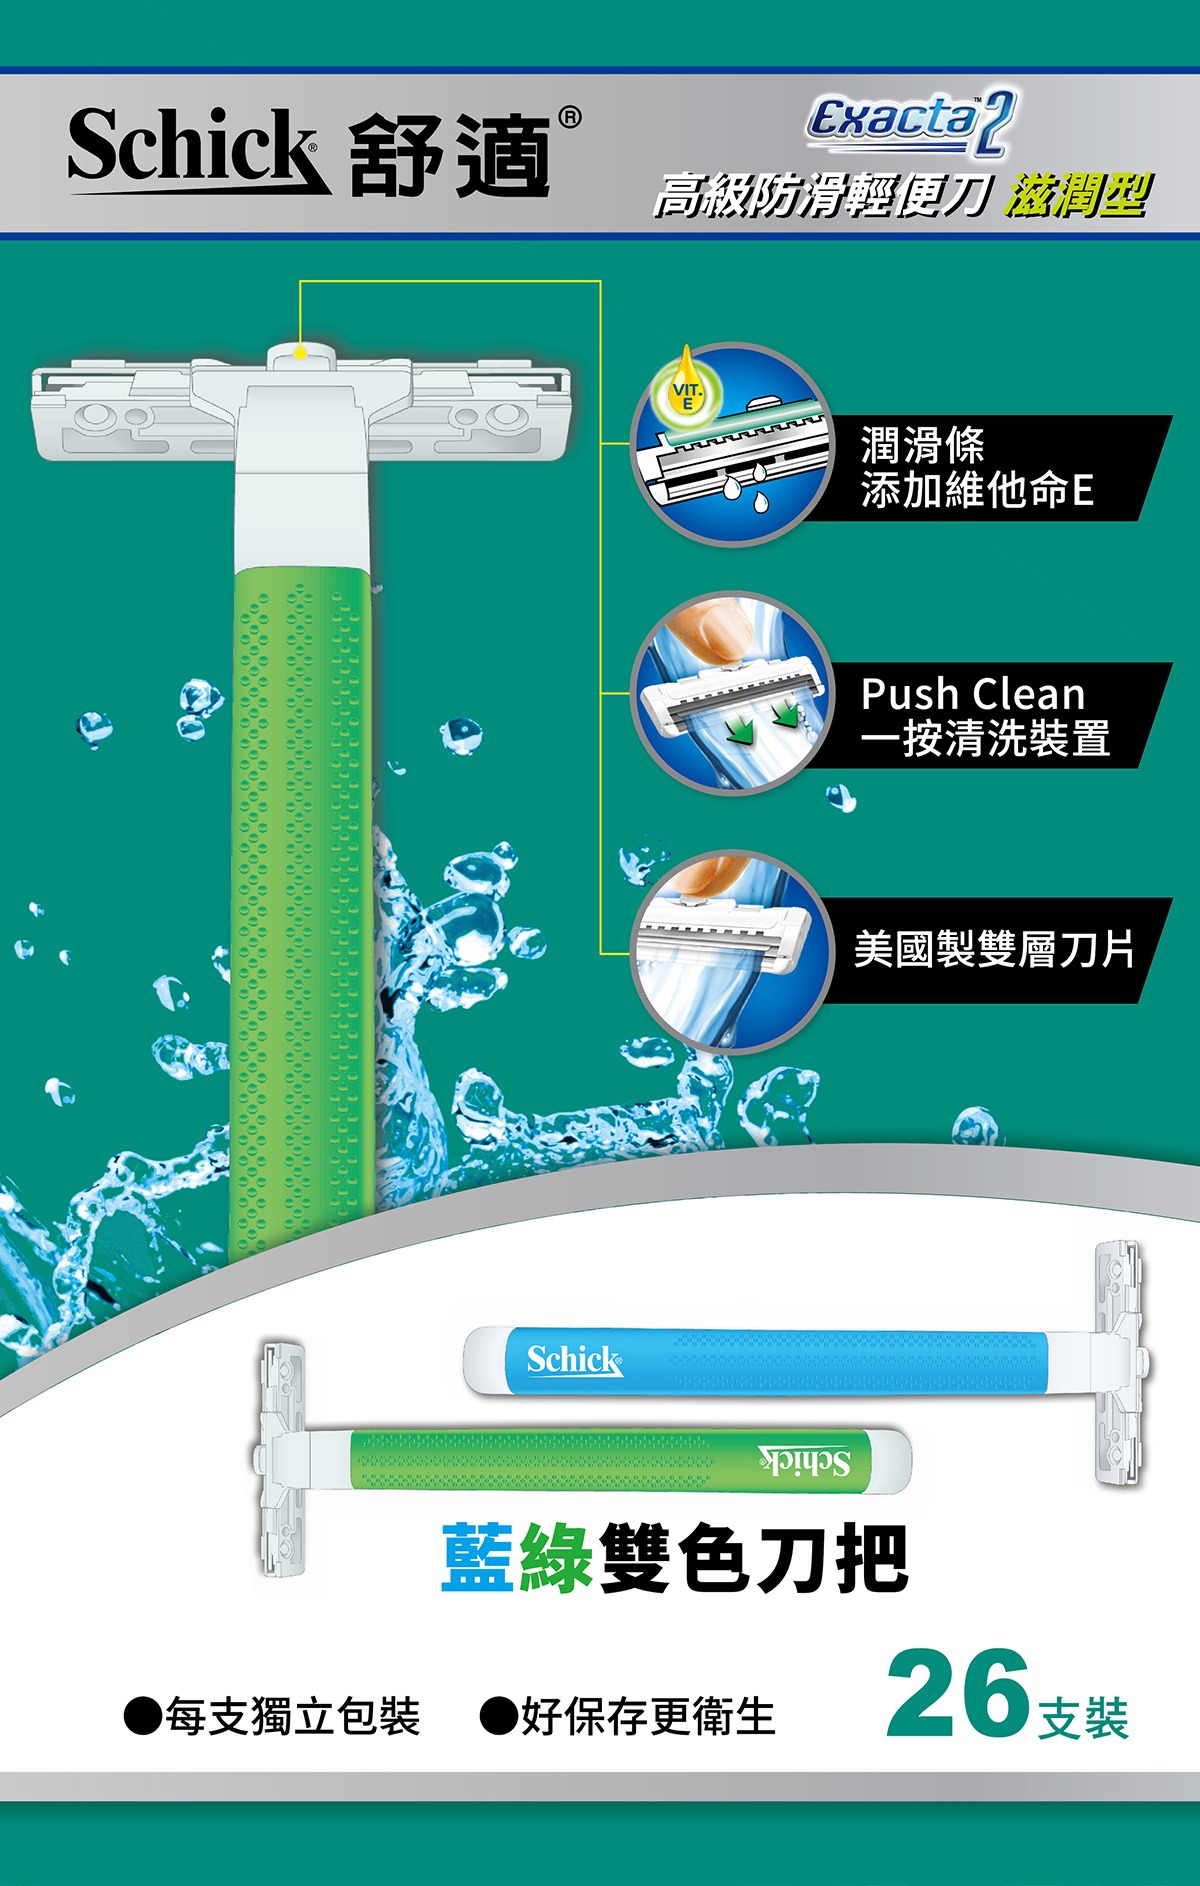 Schick® 舒適®
Exacta™2
高級防滑輕便刀 滋潤型
VIT.
E
潤滑條
添加維他命E
Push Clean
一按清洗裝置
美國製雙層刀片
Schick®
Schick®
藍綠雙色刀把
●每支獨立包裝 ●好保存更衛生 26支裝